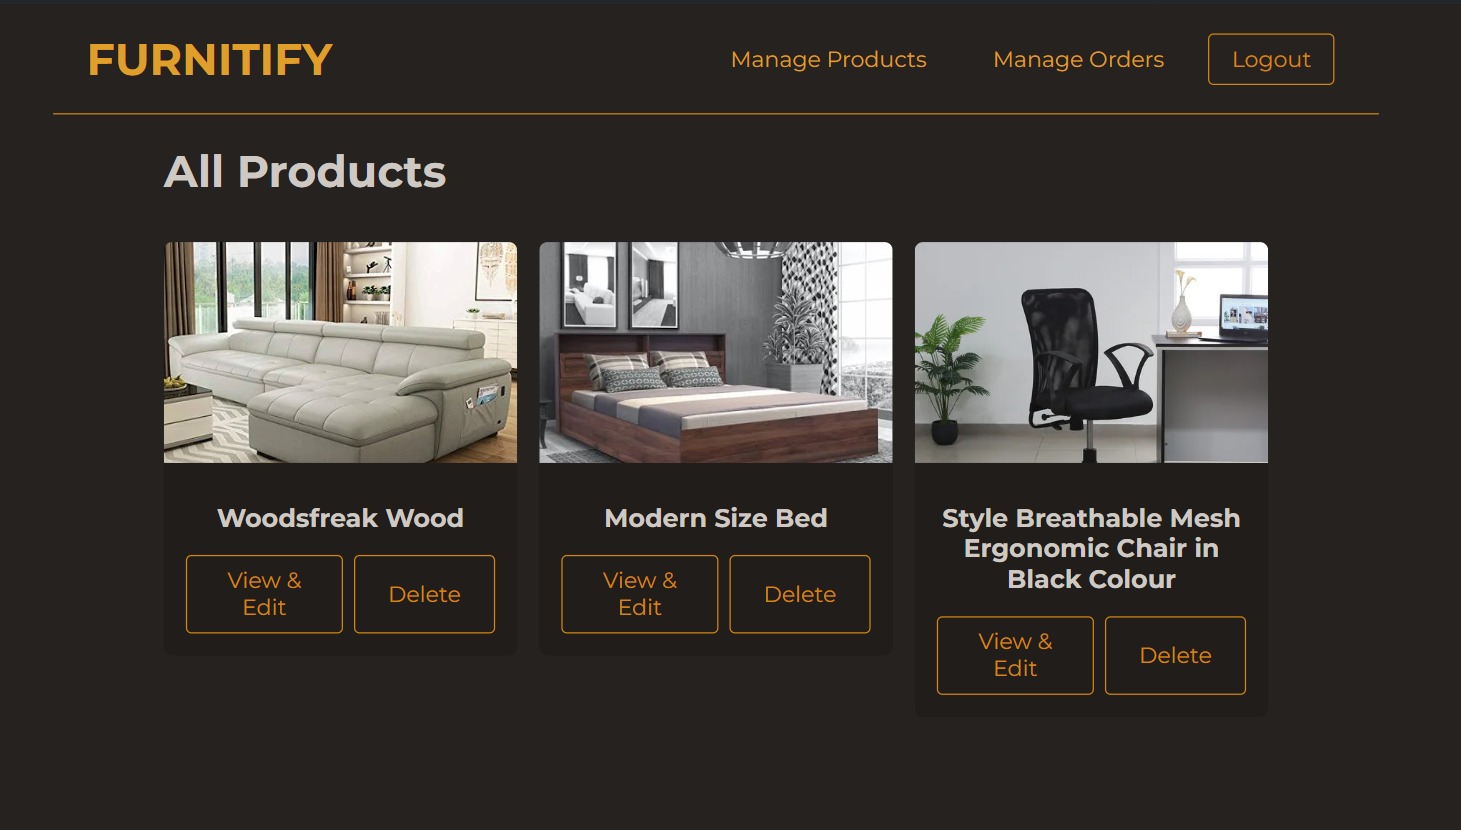 FURNITIFY
Manage Products
Manage Orders
Logout
All Products
Woodsfreak Wood
View &
Edit
Delete
Modern Size Bed
View &
Edit
Delete
Style Breathable Mesh
Ergonomic Chair in
Black Colour
View &
Edit
Delete